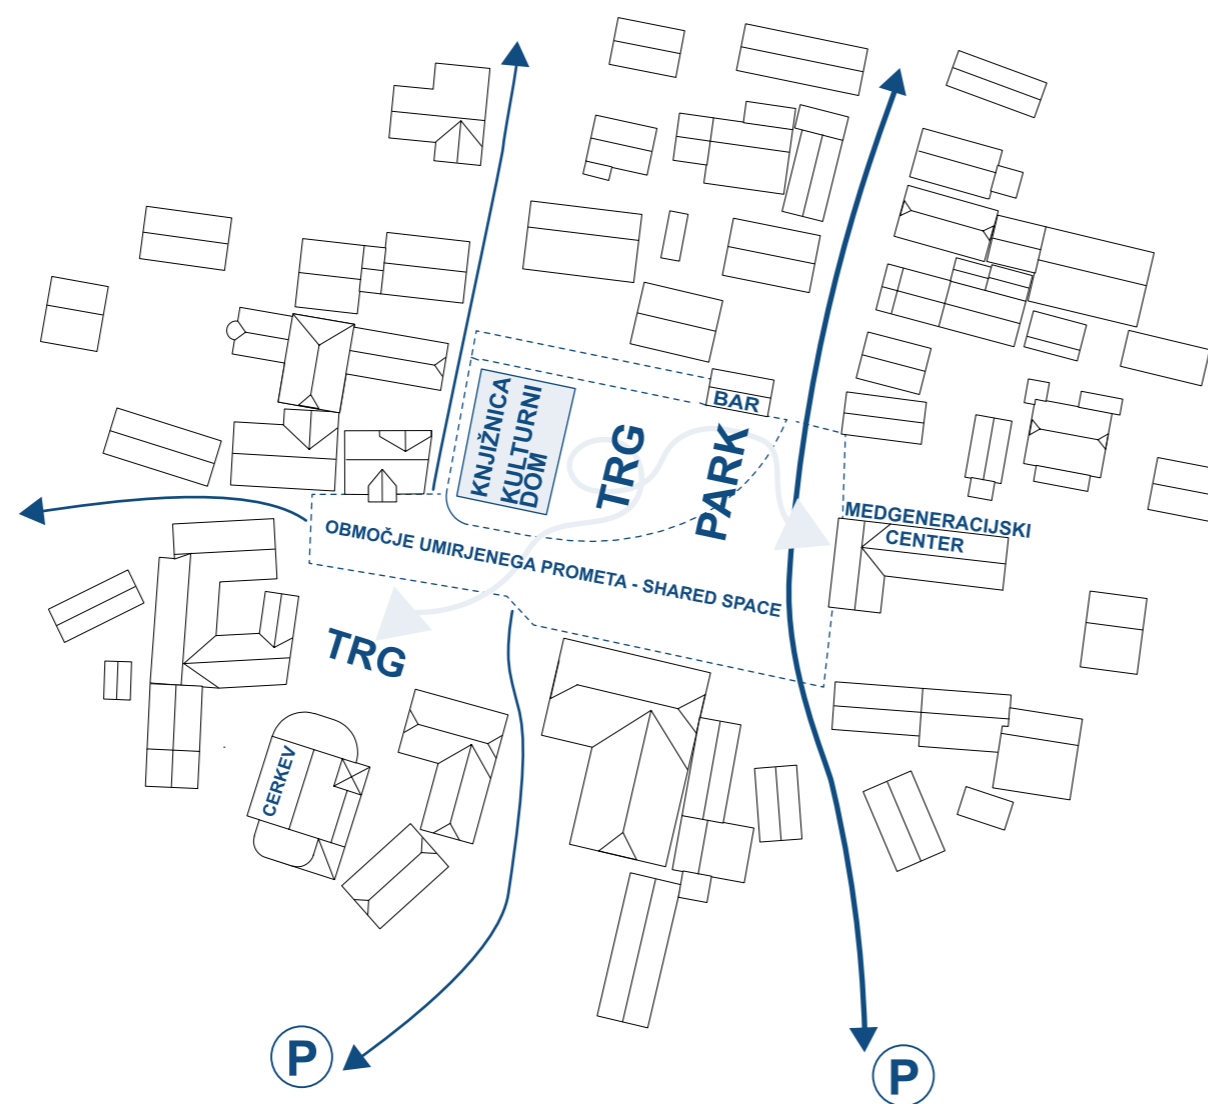 BAR
KNJIŽNICA
KULTURNI
DOM
TRG
PARK
MEDGENERACIJSKI
CENTER
OBMOČJE UMIRJENEGA PROMETA - SHARED SPACE
TRG
CERKEV
P
P